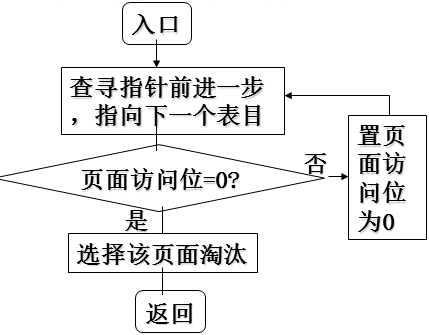 入口
查寻指针前进一步
，指向下一个表目
页面访问位=0?
否
置页
面访
问位
为0
是
选择该页面淘汰
返回